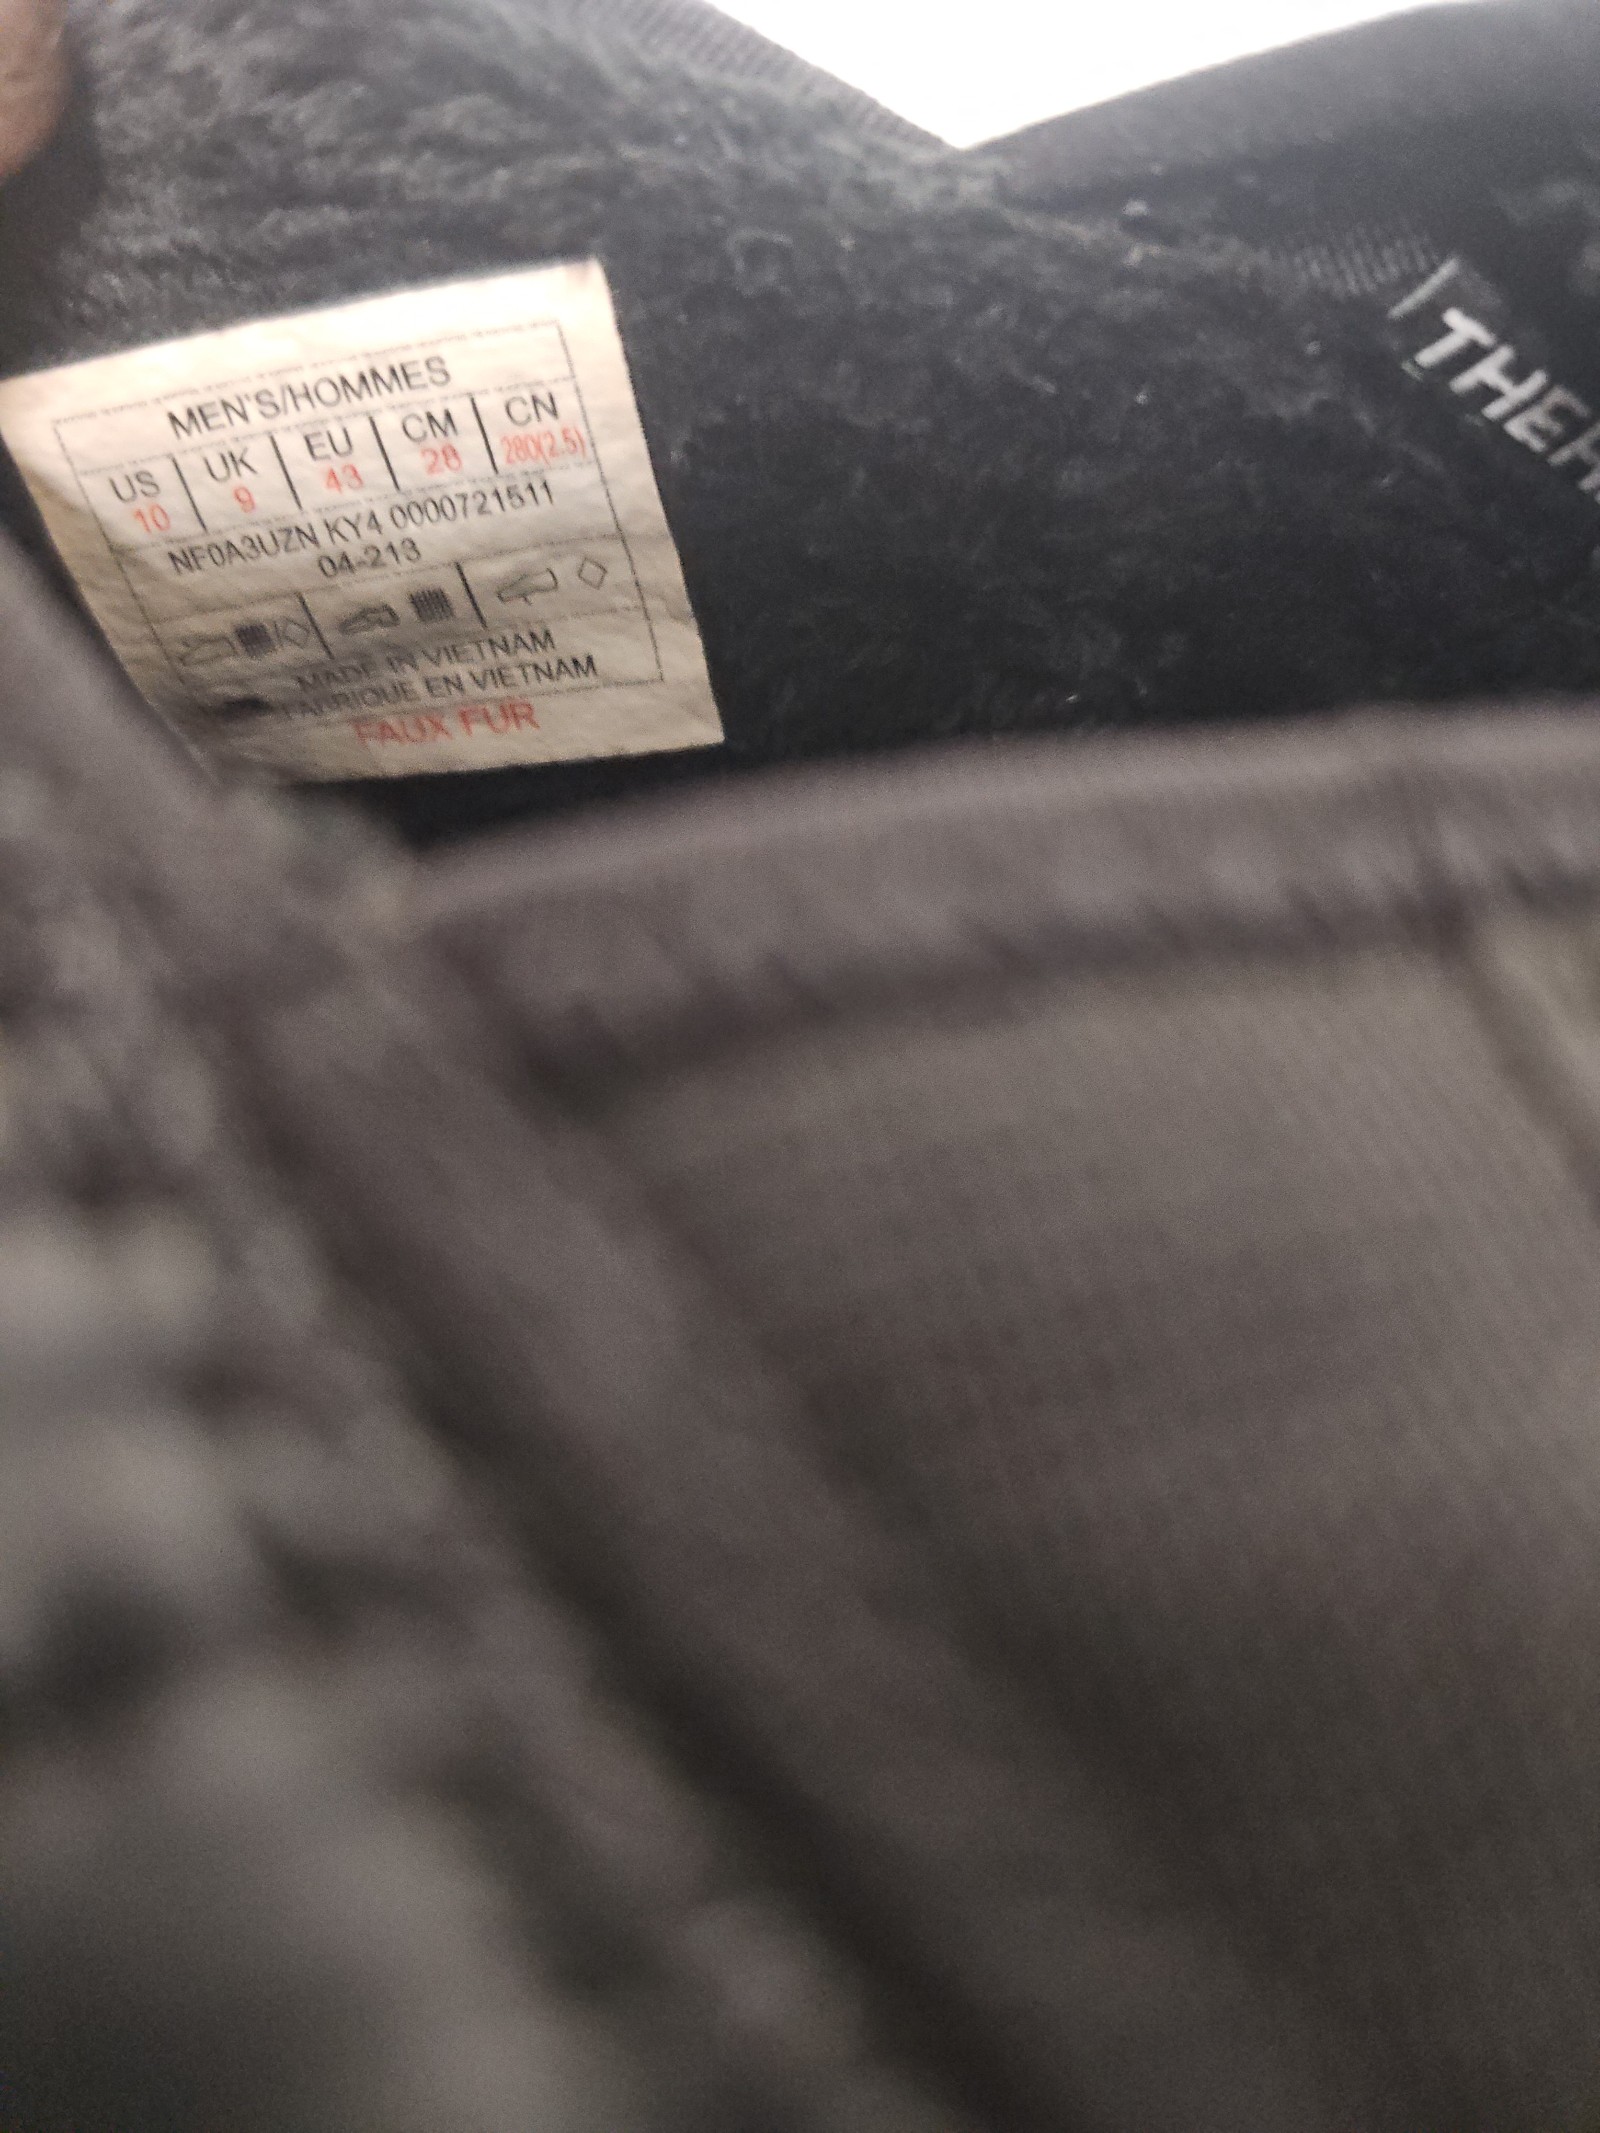 MEN'S/HOMMES
US UK EU CM CN
10 9 43 28 280(2.5)
NF0A3UZN KY4 0000721511
04-213
MADE IN VIETNAM
FABRIQUE EN VIETNAM
FAUX FUR
THER